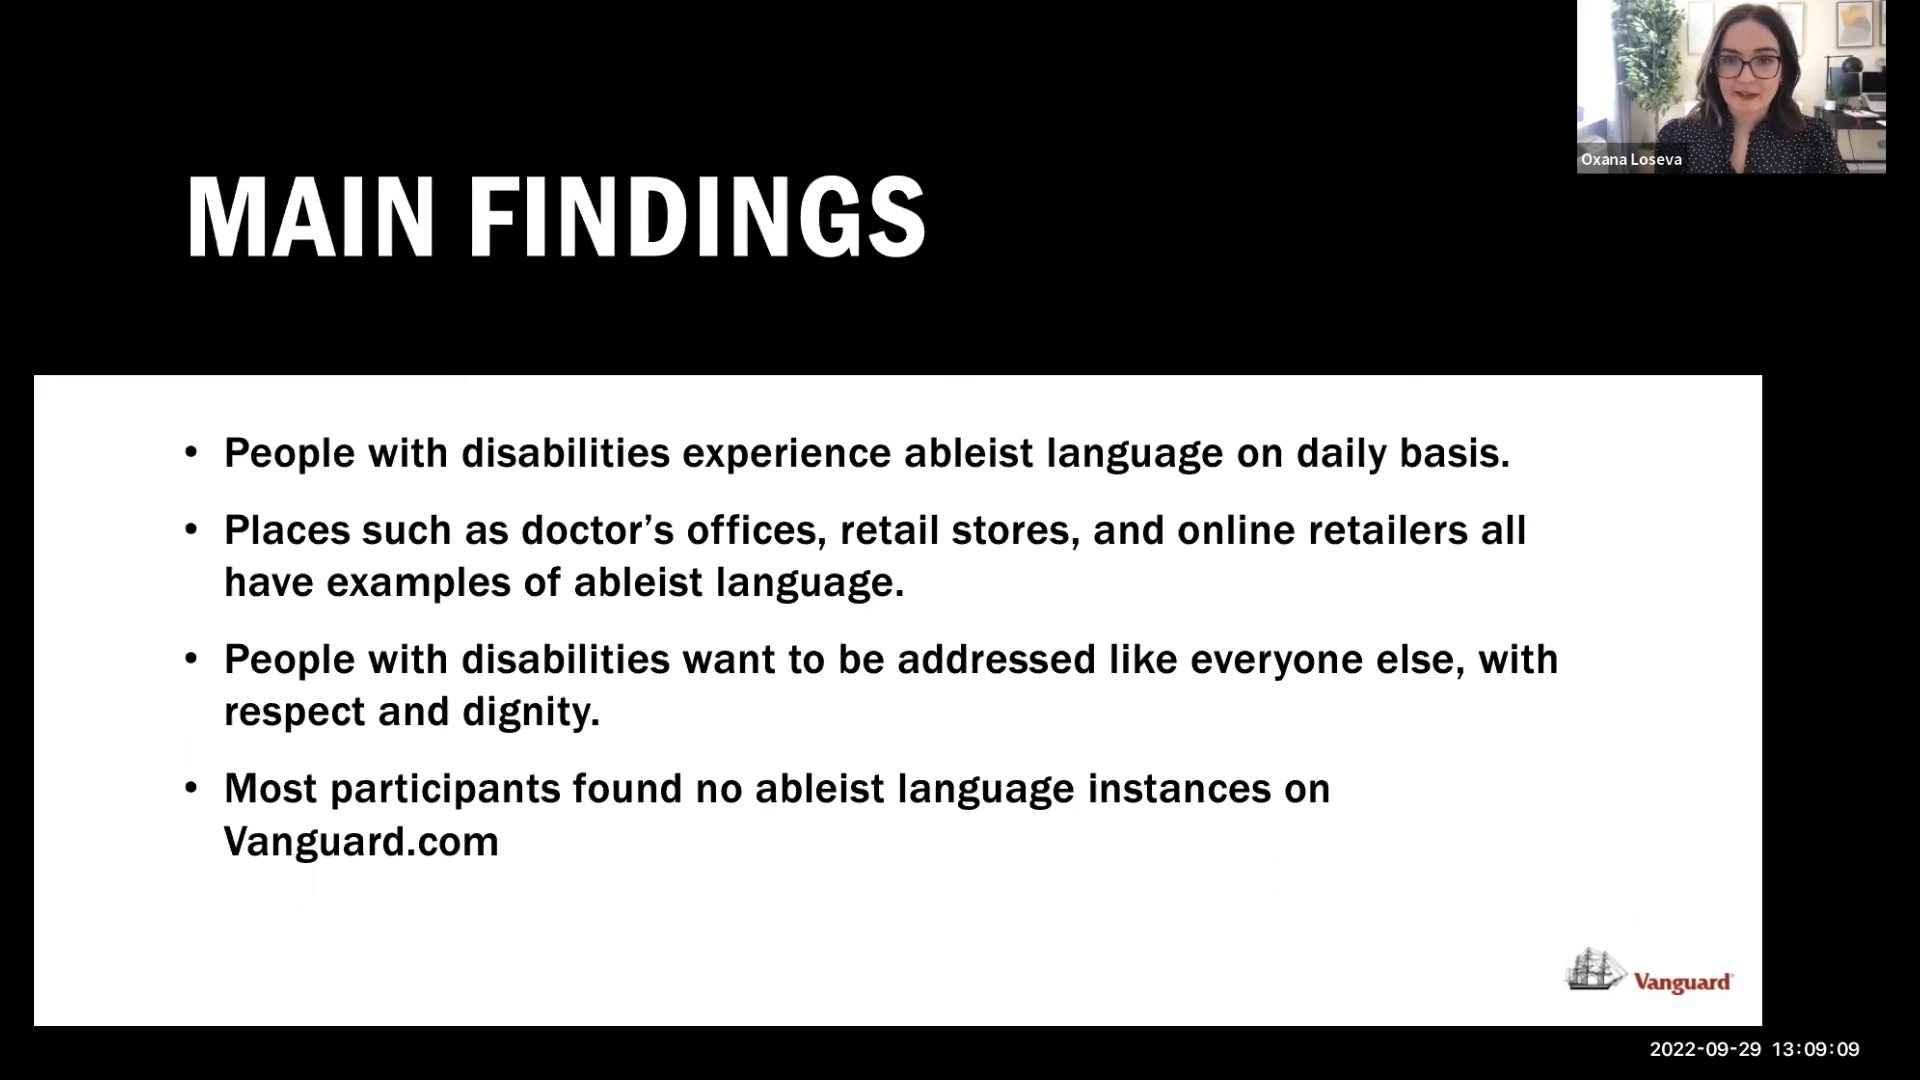 Oxana Loseva
MAIN FINDINGS
• People with disabilities experience ableist language on daily basis.
• Places such as doctor’s offices, retail stores, and online retailers all
have examples of ableist language.
• People with disabilities want to be addressed like everyone else, with
respect and dignity.
• Most participants found no ableist language instances on
Vanguard.com
Vanguard
2022-09-29 13:09:09